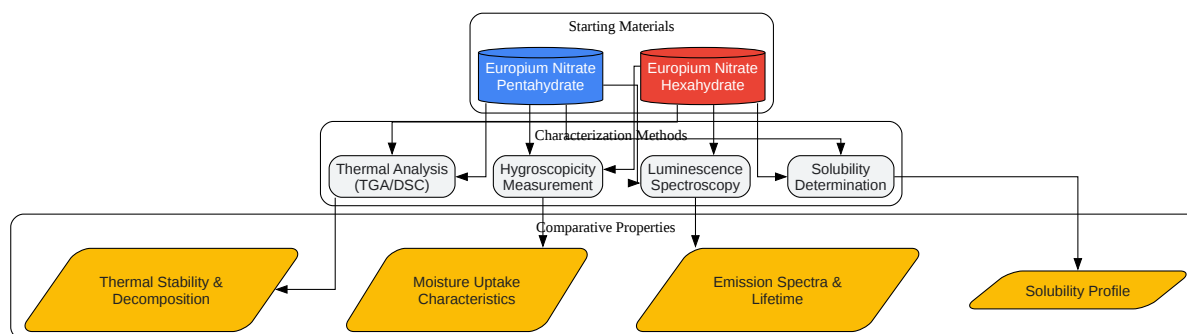 Starting Materials
Europium Nitrate
Pentahydrate
Europium Nitrate
Hexahydrate
Characterization Methods
Thermal Analysis
(TGA/DSC)
Hygroscopicity
Measurement
Luminescence
Spectroscopy
Solubility
Determination
Comparative Properties
Thermal Stability &
Decomposition
Moisture Uptake
Characteristics
Emission Spectra &
Lifetime
Solubility Profile